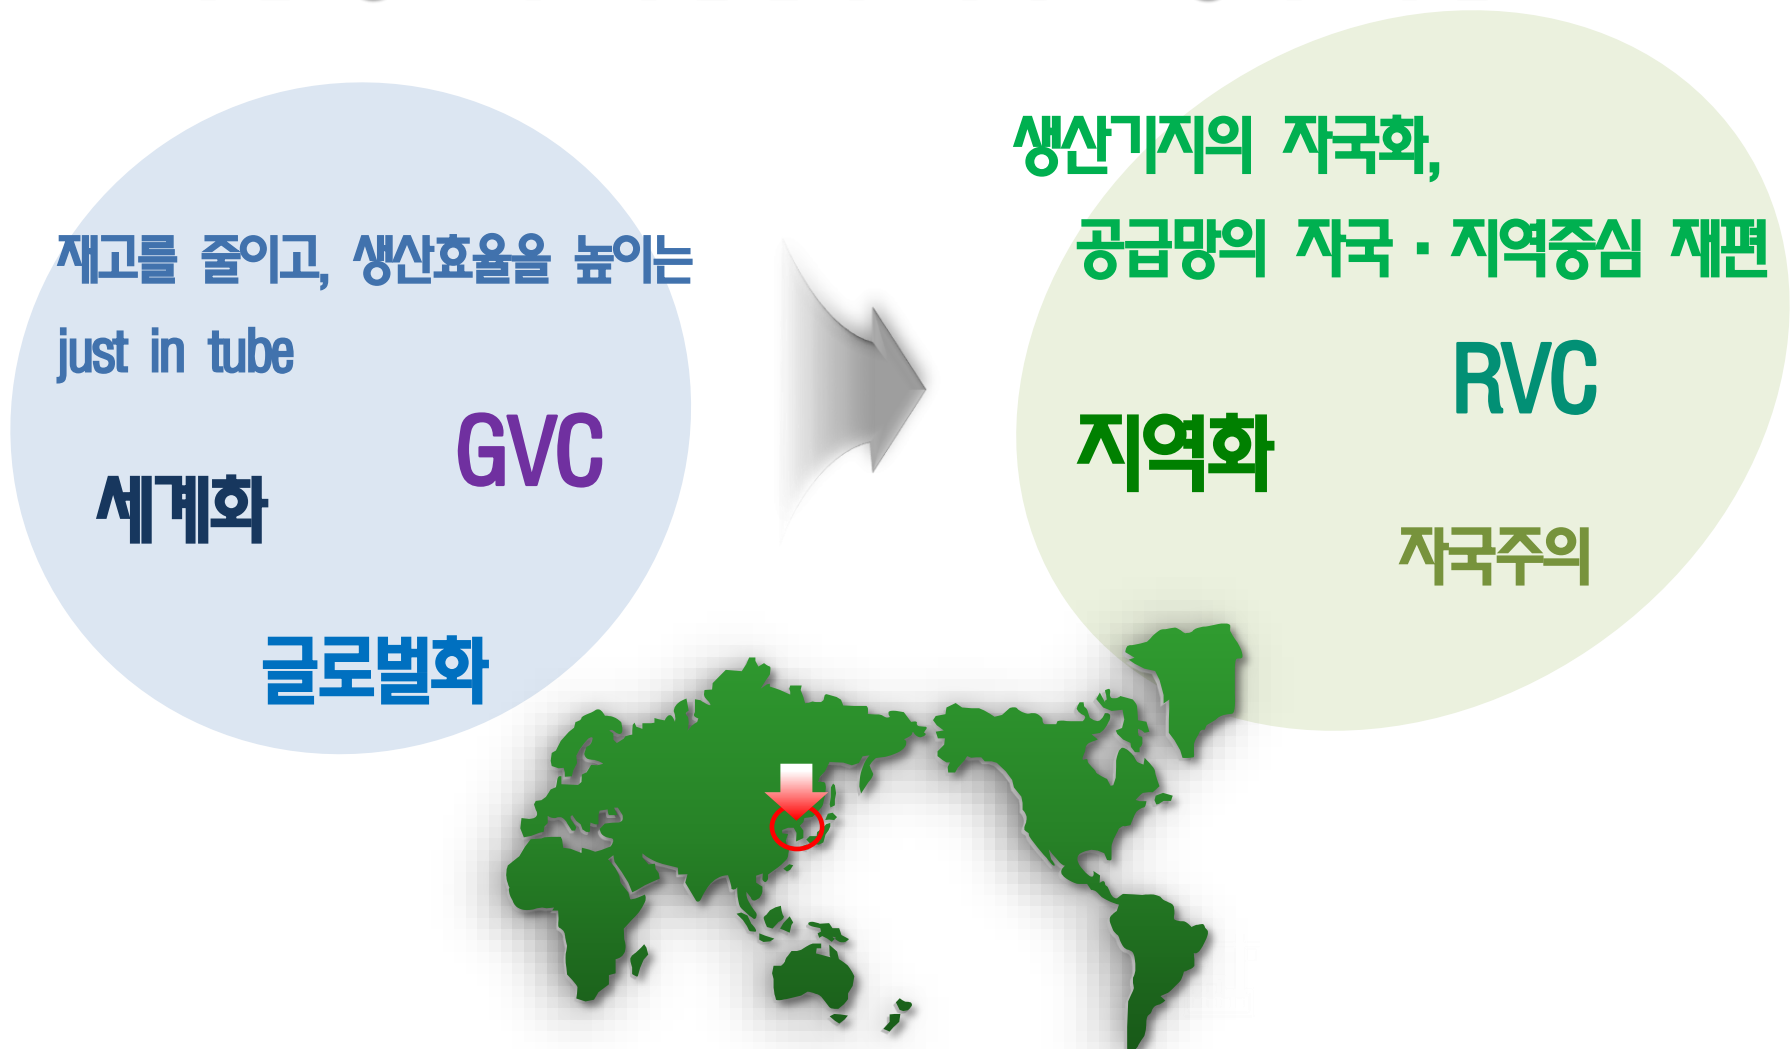 재고를 줄이고, 생산효율을 높이는
just in tube
GVC
세계화
글로벌화
생산기지의 자국화,
공급망의 자국 · 지역중심 재편
RVC
지역화
자국주의